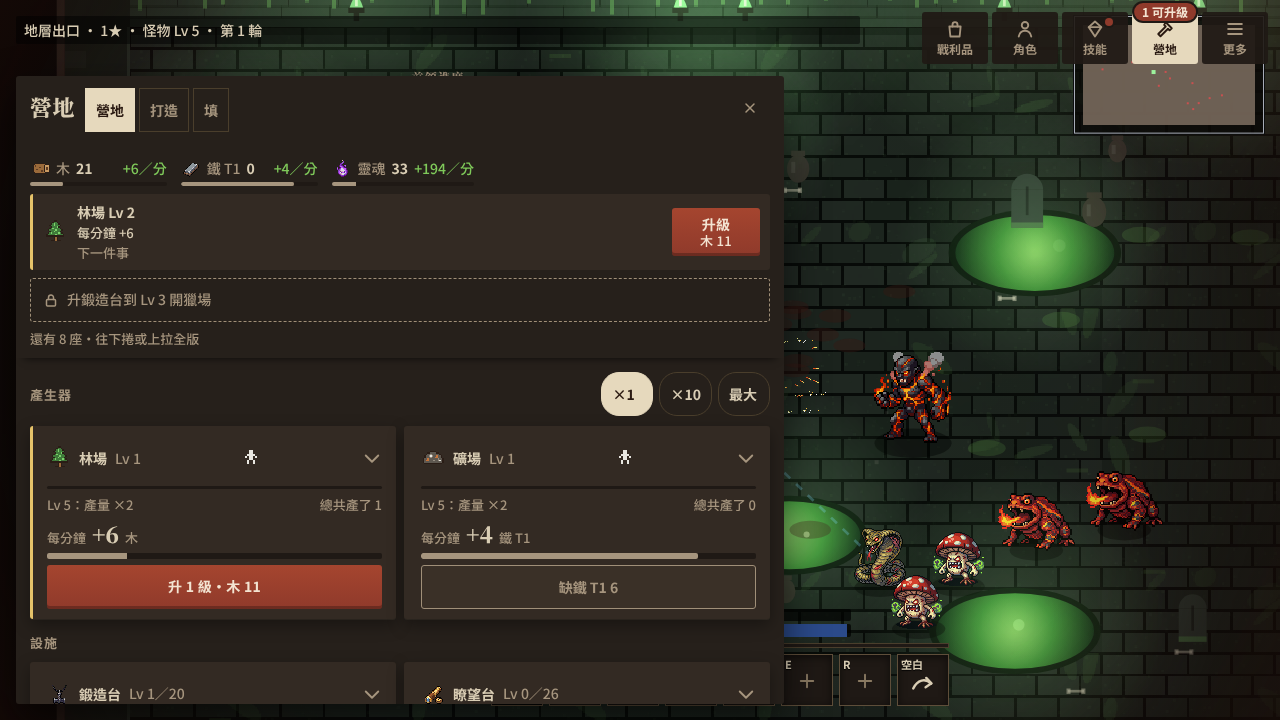 地層出口 • 1★ • 怪物 Lv 5 • 第 1 輪
1 可升級
戰利品
角色
技能
營地
更多
營地
營地
打造
填
×
木 21 +6／分
鐵 T1 0 +4／分
靈魂 33 +194／分
林場 Lv 2
每分鐘 +6
下一件事
升級
木 11
升鍛造台到 Lv 3 開獵場
還有 8 座・往下捲或上拉全版
產生器
×1
×10
最大
林場 Lv 1
Lv 5：產量 ×2
總共產了 1
每分鐘 +6 木
升 1 級・木 11
礦場 Lv 1
Lv 5：產量 ×2
總共產了 0
每分鐘 +4 鐵 T1
缺鐵 T1 6
設施
鍛造台 Lv 1／20
瞭望台 Lv 0／26
E
R
空白